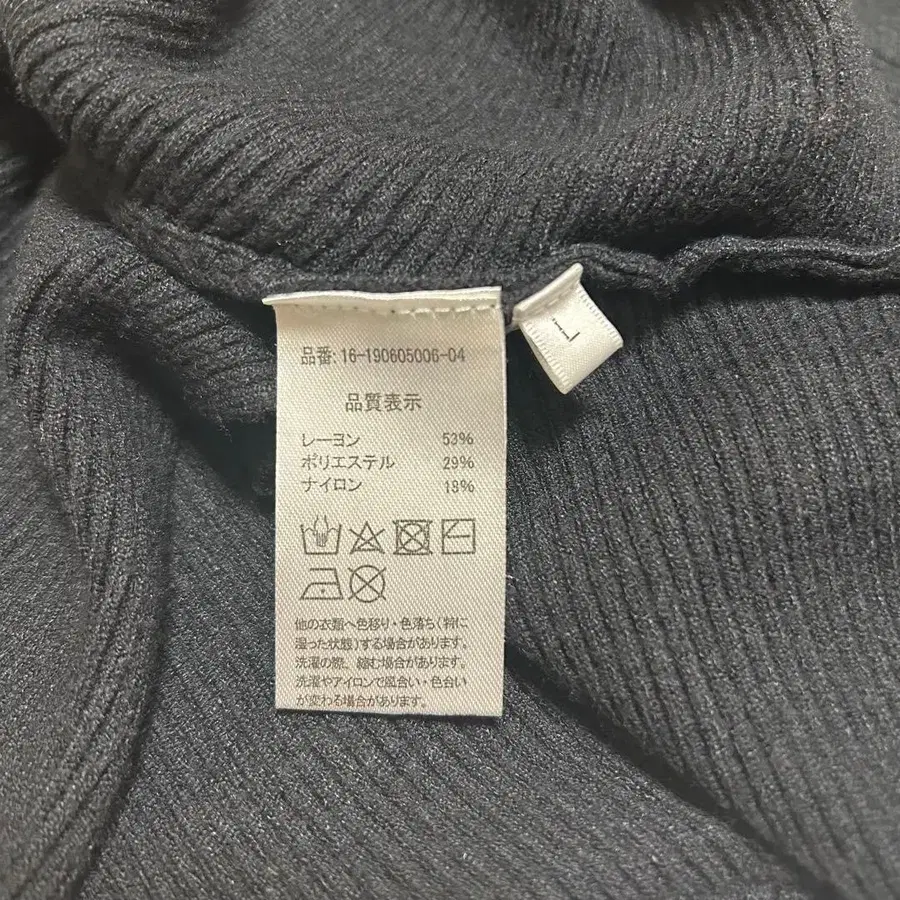 品番: 16-190605006-04
品質表示
レーヨン 53%
ポリエステル 29%
ナイロン 18%
他の衣類へ色移り・色落ち(特に
湿った状態)する場合があります。
洗濯の際、縮む場合があります。
洗濯やアイロンで風合い・色合い
が変わる場合があります。
L